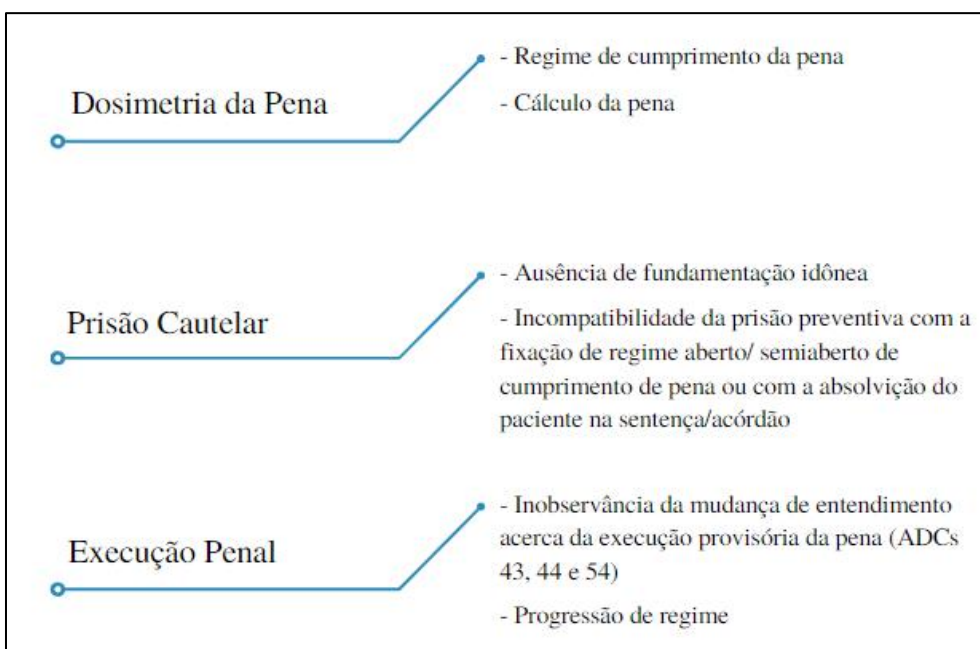 Dosimetria da Pena
- Regime de cumprimento da pena
- Cálculo da pena
Prisão Cautelar
- Ausência de fundamentação idônea
- Incompatibilidade da prisão preventiva com a
fixação de regime aberto/ semiaberto de
cumprimento de pena ou com a absolvição do
paciente na sentença/acórdão
Execução Penal
- Inobservância da mudança de entendimento
acerca da execução provisória da pena (ADCs
43, 44 e 54)
- Progressão de regime